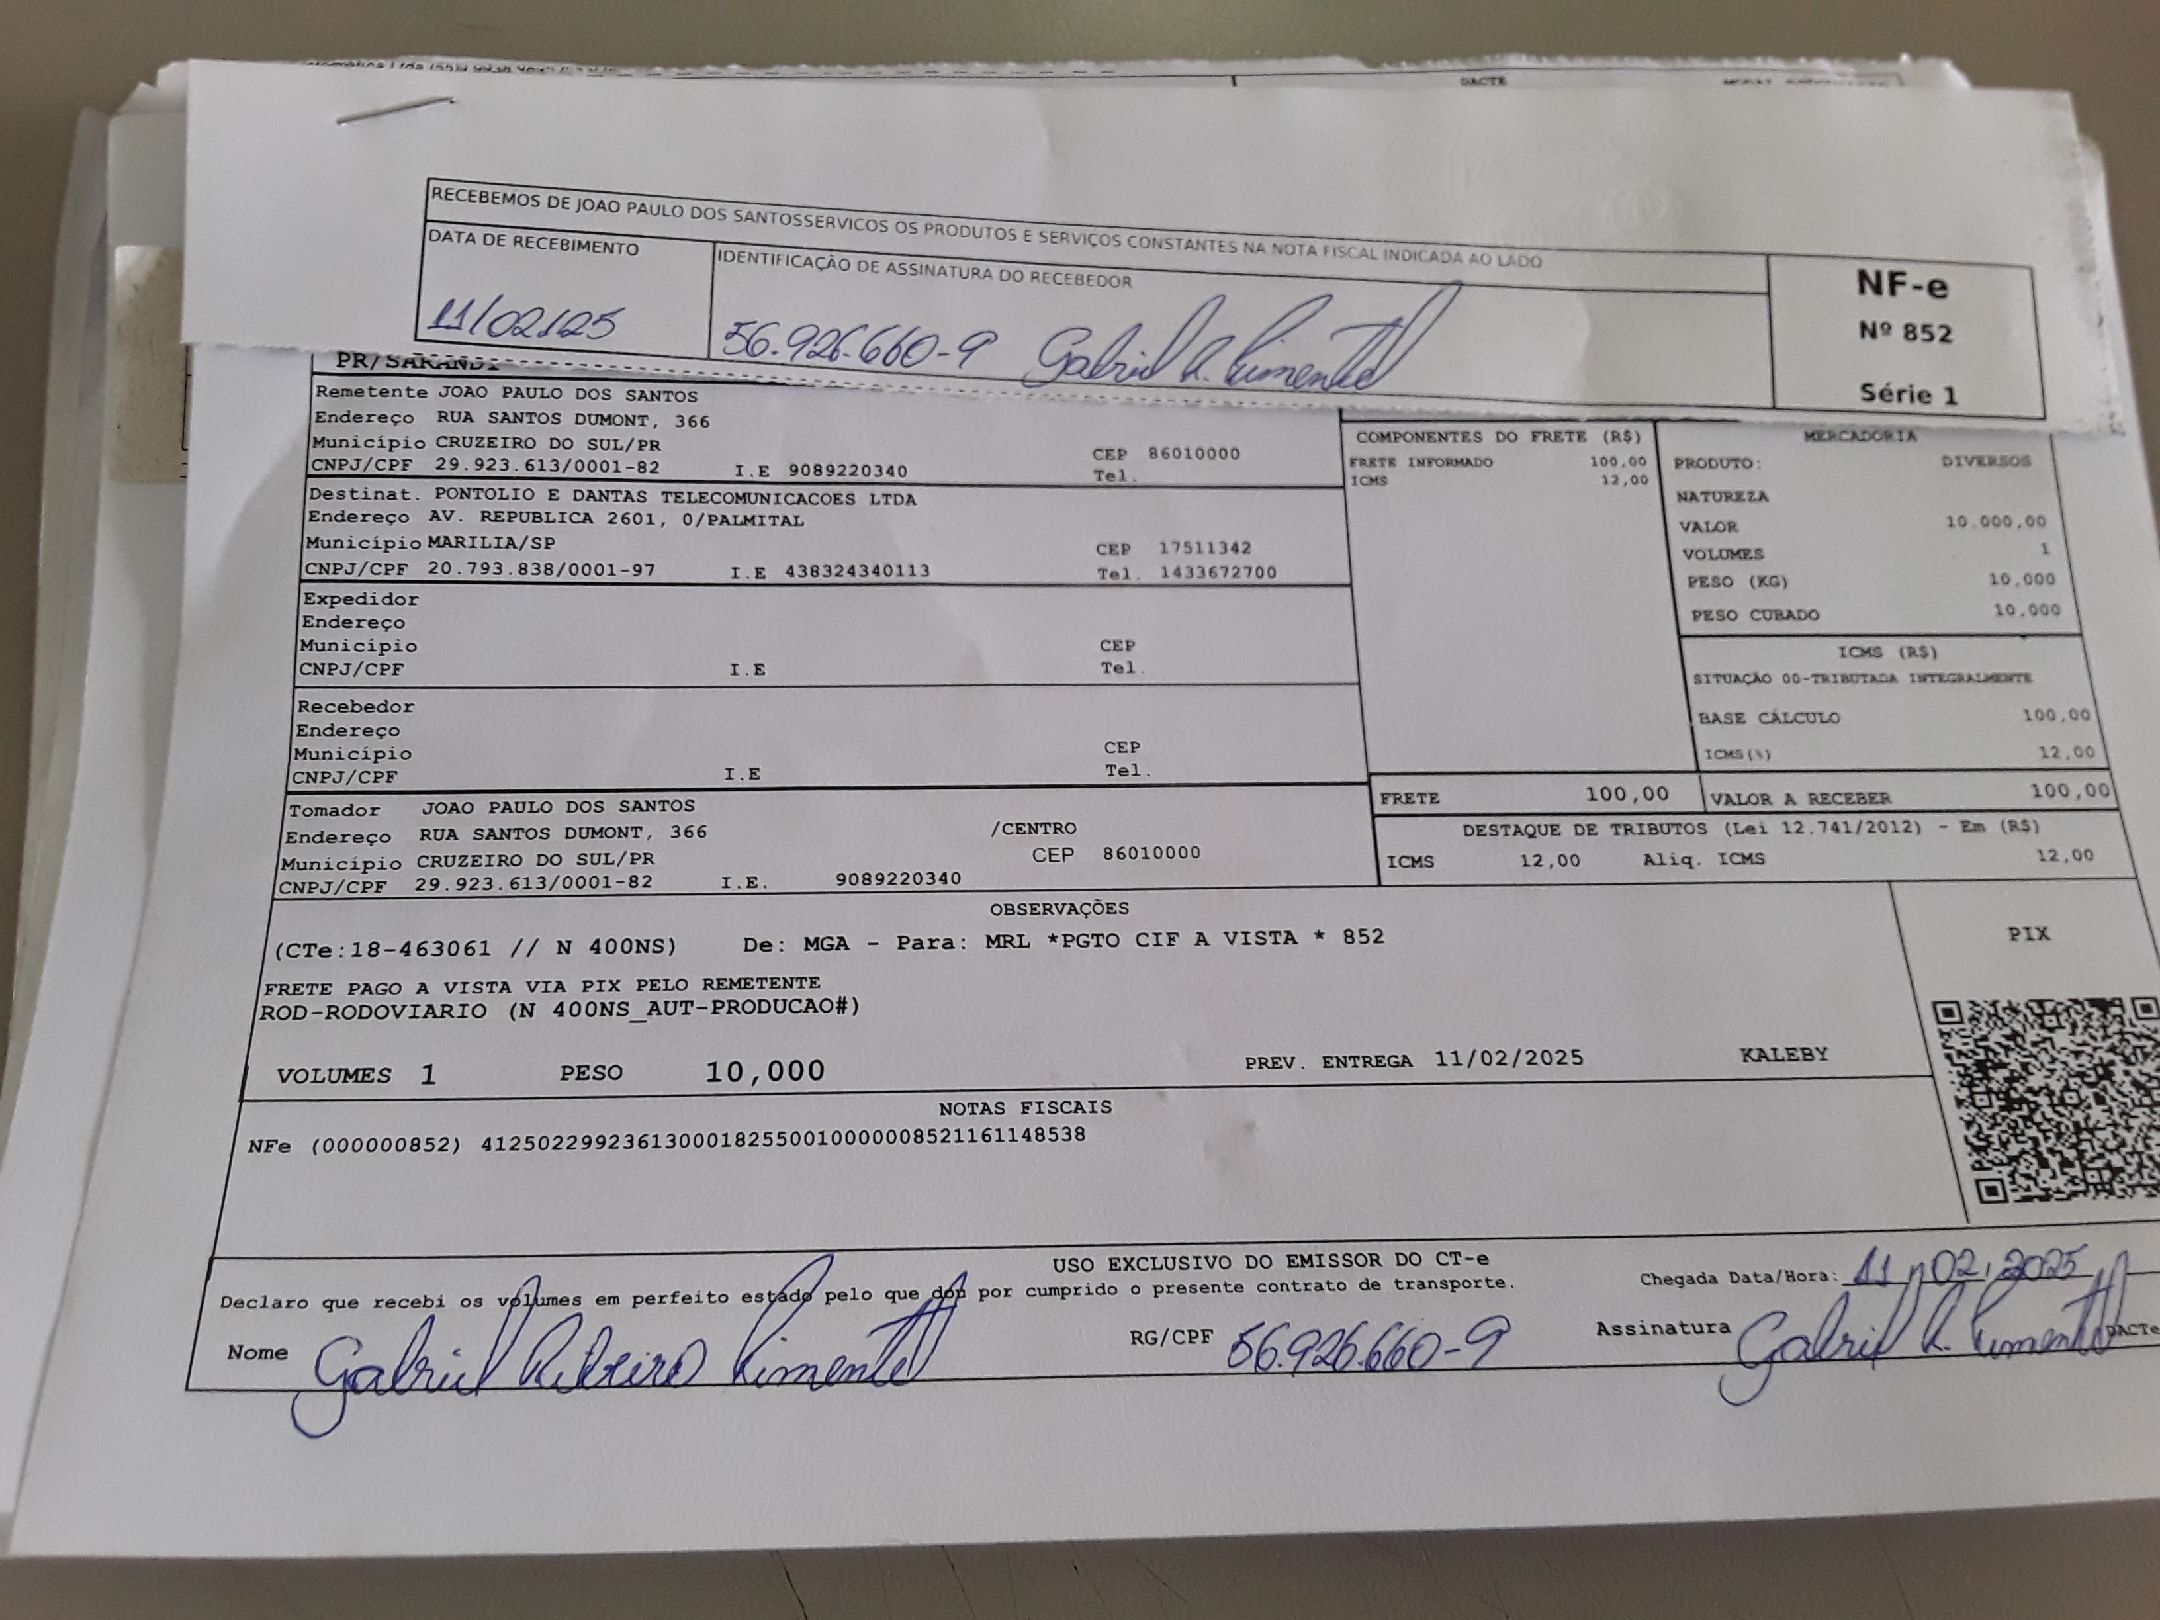 DACTE
RECEBEMOS DE JOAO PAULO DOS SANTOSSERVICOS OS PRODUTOS E SERVIÇOS CONSTANTES NA NOTA FISCAL INDICADA AO LADO
DATA DE RECEBIMENTO
IDENTIFICAÇÃO DE ASSINATURA DO RECEBEDOR
11/02/25
56.926.660-9 Gabriel R. Pimentel
NF-e
Nº 852
Série 1
PR/SARANDI
Remetente JOAO PAULO DOS SANTOS
Endereço RUA SANTOS DUMONT, 366
Município CRUZEIRO DO SUL/PR CEP 86010000
CNPJ/CPF 29.923.613/0001-82 I.E 9089220340 Tel.
Destinat. PONTOLIO E DANTAS TELECOMUNICACOES LTDA
Endereço AV. REPUBLICA 2601, 0/PALMITAL
Município MARILIA/SP CEP 17511342
CNPJ/CPF 20.793.838/0001-97 I.E 438324340113 Tel. 1433672700
Expedidor
Endereço
Município CEP
CNPJ/CPF I.E Tel.
Recebedor
Endereço
Município CEP
CNPJ/CPF I.E Tel.
Tomador JOAO PAULO DOS SANTOS
Endereço RUA SANTOS DUMONT, 366 /CENTRO
Município CRUZEIRO DO SUL/PR CEP 86010000
CNPJ/CPF 29.923.613/0001-82 I.E. 9089220340
COMPONENTES DO FRETE (R$)
FRETE INFORMADO 100,00
ICMS 12,00
MERCADORIA
PRODUTO: DIVERSOS
NATUREZA
VALOR 10.000,00
VOLUMES 1
PESO (KG) 10,000
PESO CUBADO 10,000
ICMS (R$)
SITUAÇÃO 00-TRIBUTADA INTEGRALMENTE
BASE CÁLCULO 100,00
ICMS(%) 12,00
FRETE 100,00 VALOR A RECEBER 100,00
DESTAQUE DE TRIBUTOS (Lei 12.741/2012) - Em (R$)
ICMS 12,00 Aliq. ICMS 12,00
OBSERVAÇÕES
(CTe:18-463061 // N 400NS) De: MGA - Para: MRL *PGTO CIF A VISTA * 852
FRETE PAGO A VISTA VIA PIX PELO REMETENTE
ROD-RODOVIARIO (N 400NS_AUT-PRODUCAO#)
VOLUMES 1 PESO 10,000 PREV. ENTREGA 11/02/2025 KALEBY
PIX
NOTAS FISCAIS
NFe (000000852) 41250229923613000182550010000008521161148538
USO EXCLUSIVO DO EMISSOR DO CT-e
Declaro que recebi os volumes em perfeito estado pelo que dou por cumprido o presente contrato de transporte.
Chegada Data/Hora: 11, 02, 2025
Nome Gabriel Ribeiro Pimentel RG/CPF 56.926.660-9 Assinatura Gabriel R. Pimentel
DACTe